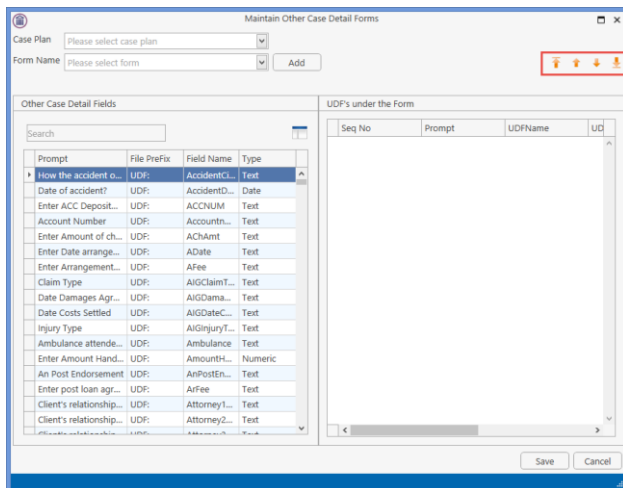 Maintain Other Case Detail Forms
Case Plan Please select case plan
Form Name Please select form Add
Other Case Detail Fields
UDF's under the Form
Search
Prompt File PreFix Field Name Type
How the accident o... UDF: AccidentCi... Text
Date of accident? UDF: AccidentD... Date
Enter ACC Deposit... UDF: ACCNUM Text
Account Number UDF: Accountn... Text
Enter Amount of ch... UDF: AChAmt Text
Enter Date arrange... UDF: ADate Text
Enter Arrangement... UDF: AFee Text
Claim Type UDF: AIGClaimT... Text
Date Damages Agr... UDF: AIGDama... Text
Date Costs Settled UDF: AIGDateC... Text
Injury Type UDF: AIGInjuryT... Text
Ambulance attende... UDF: Ambulance Text
Enter Amount Hand... UDF: AmountH... Numeric
An Post Endorsement UDF: AnPostEn... Text
Enter post loan agr... UDF: ArFee Text
Client's relationship... UDF: Attorney1... Text
Client's relationship... UDF: Attorney2... Text
Client's relationship... UDF: Attorney3... Text
Seq No Prompt UDFName UD
Save Cancel